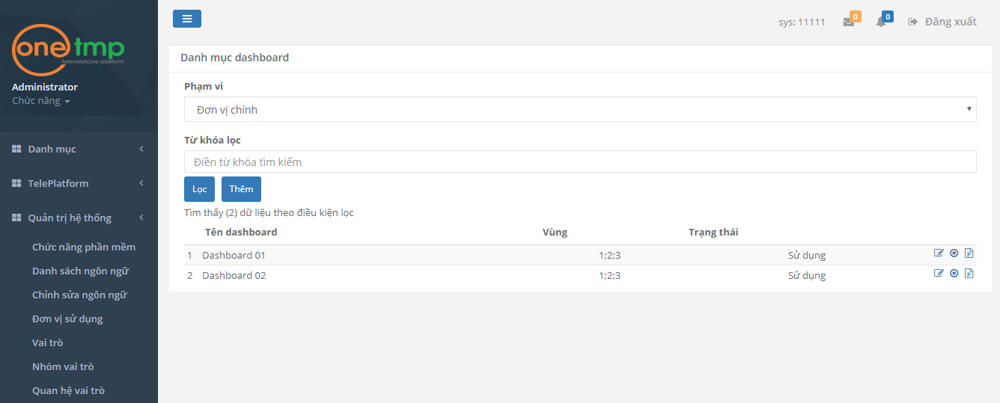 one tmp
telemedicine platform
Administrator
Chức năng
Danh mục
TelePlatform
Quản trị hệ thống
Chức năng phần mềm
Danh sách ngôn ngữ
Chỉnh sửa ngôn ngữ
Đơn vị sử dụng
Vai trò
Nhóm vai trò
Quan hệ vai trò
sys: 11111 0 0 Đăng xuất
Danh mục dashboard
Phạm vi
Đơn vị chính
Từ khóa lọc
Điền từ khóa tìm kiếm
Lọc Thêm
Tìm thấy (2) dữ liệu theo điều kiện lọc
Tên dashboard Vùng Trạng thái
1 Dashboard 01 1;2;3 Sử dụng
2 Dashboard 02 1;2;3 Sử dụng